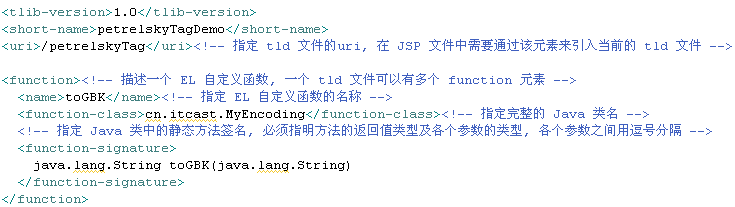 <tlib-version>1.0</tlib-version>
<short-name>petrelskyTagDemo</short-name>
<uri>/petrelskyTag</uri><!-- 指定 tld 文件的uri, 在 JSP 文件中需要通过该元素来引入当前的 tld 文件 -->
<function><!-- 描述一个 EL 自定义函数, 一个 tld 文件可以有多个 function 元素 -->
<name>toGBK</name><!-- 指定 EL 自定义函数的名称 -->
<function-class>cn.itcast.MyEncoding</function-class><!-- 指定完整的 Java 类名 -->
<!-- 指定 Java 类中的静态方法签名, 必须指明方法的返回值类型及各个参数的类型, 各个参数之间用逗号分隔 -->
<function-signature>
java.lang.String toGBK(java.lang.String)
</function-signature>
</function>